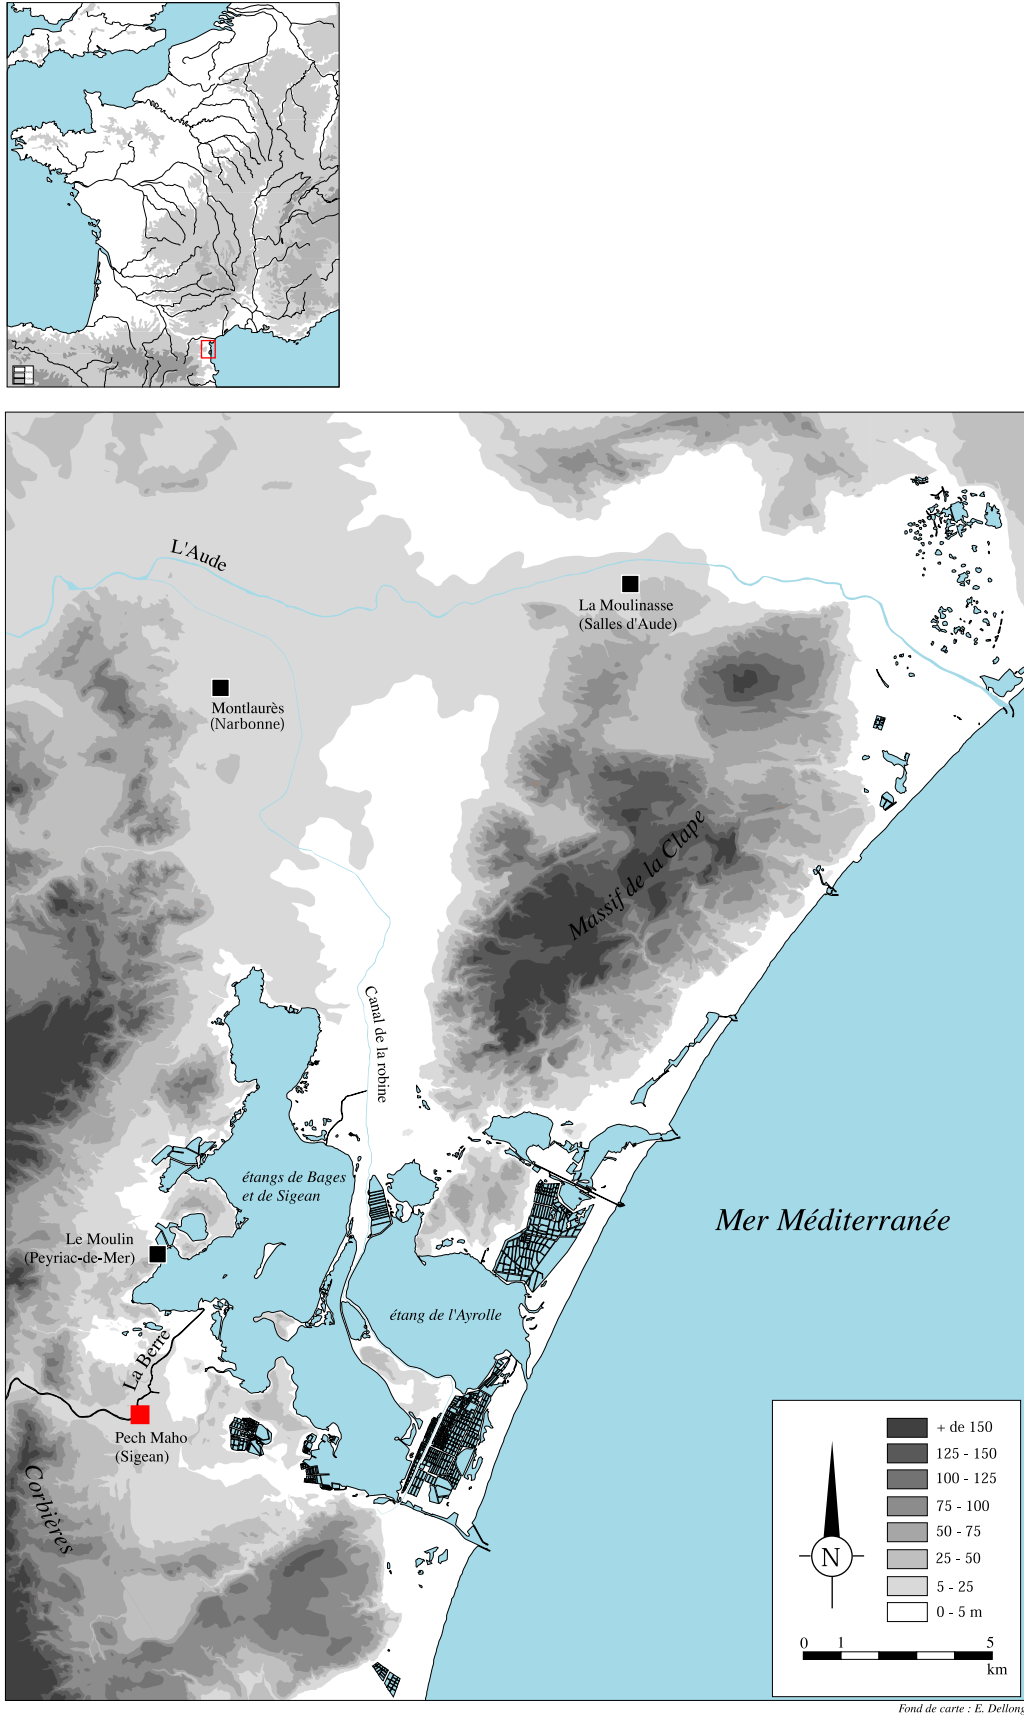 L'Aude
La Moulinasse
(Salles d'Aude)
Montlaurès
(Narbonne)
Massif de la Clape
Canal de la robine
étangs de Bages
et de Sigean
Le Moulin
(Peyriac-de-Mer)
Mer Méditerranée
étang de l'Ayrolle
La Berre
Pech Maho
(Sigean)
Corbières
+ de 150
125 - 150
100 - 125
75 - 100
50 - 75
25 - 50
5 - 25
0 - 5 m
N
0 1 5
km
Fond de carte : E. Dellong